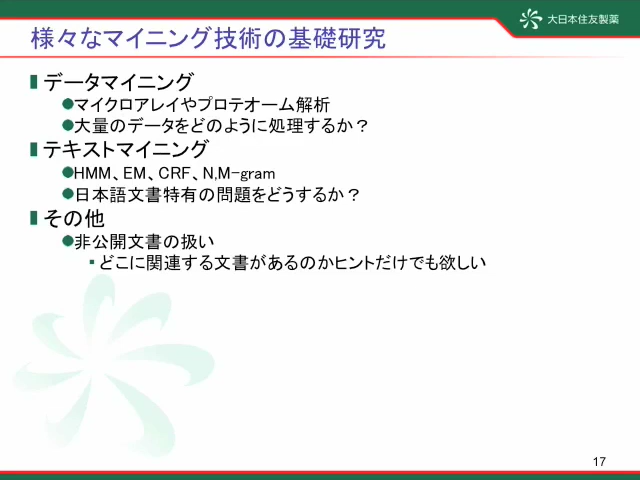 大日本住友製薬
様々なマイニング技術の基礎研究
データマイニング
マイクロアレイやプロテオーム解析
大量のデータをどのように処理するか？
テキストマイニング
HMM、EM、CRF、N,M-gram
日本語文書特有の問題をどうするか？
その他
非公開文書の扱い
どこに関連する文書があるのかヒントだけでも欲しい
17